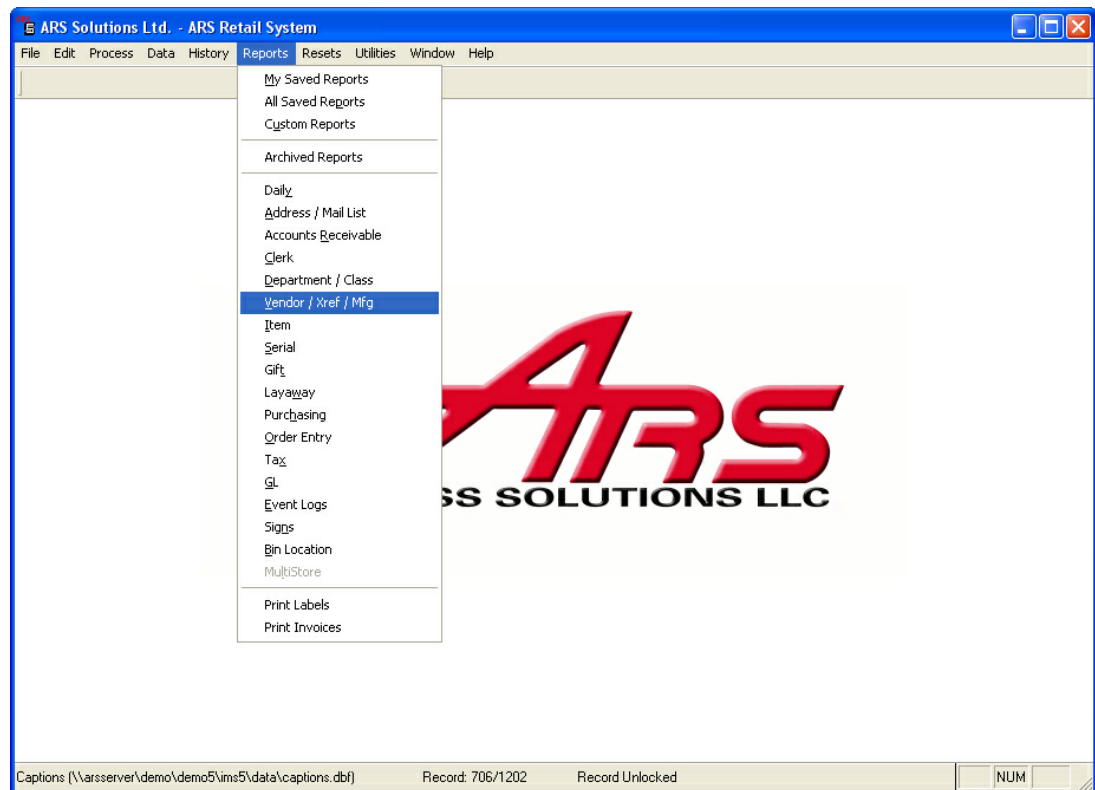 ARS Solutions Ltd. - ARS Retail System
File Edit Process Data History Reports Resets Utilities Window Help
My Saved Reports
All Saved Reports
Custom Reports
Archived Reports
Daily
Address / Mail List
Accounts Receivable
Clerk
Department / Class
Vendor / Xref / Mfg
Item
Serial
Gift
Layaway
Purchasing
Order Entry
Tax
GL
Event Logs
Signs
Bin Location
MultiStore
Print Labels
Print Invoices
ARS
SS SOLUTIONS LLC
Captions (\\arsserver\demo\demo5\ims5\data\captions.dbf) Record: 706/1202 Record Unlocked NUM